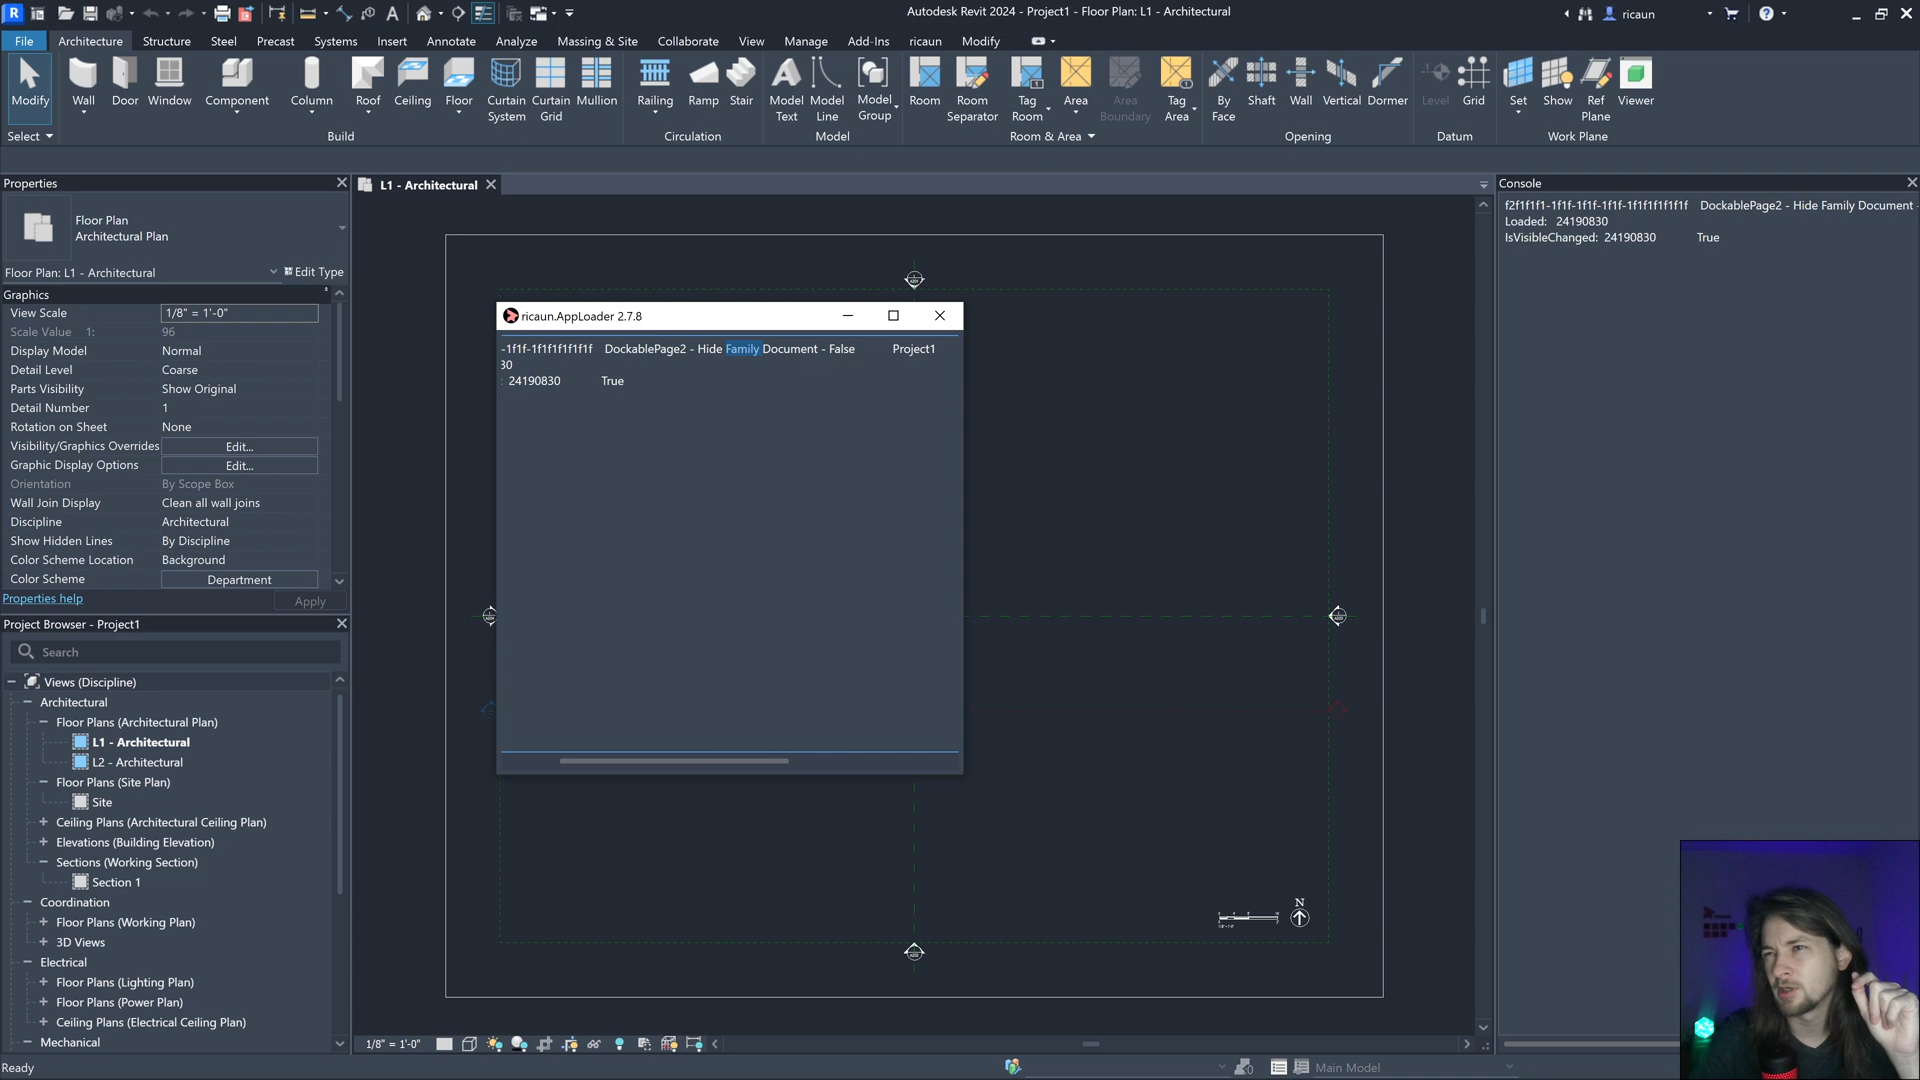 Autodesk Revit 2024 - Project1 - Floor Plan: L1 - Architectural
ricaun
File Architecture Structure Steel Precast Systems Insert Annotate Analyze Massing & Site Collaborate View Manage Add-Ins ricaun Modify
Modify Wall Door Window Component Column Roof Ceiling Floor Curtain System Curtain Grid Mullion Railing Ramp Stair Model Text Model Line Model Group Room Room Separator Tag Room Area Area Boundary Tag Area By Face Shaft Wall Vertical Dormer Level Grid Set Show Ref Plane Viewer
Select Build Circulation Model Room & Area Opening Datum Work Plane
Properties
Floor Plan
Architectural Plan
Floor Plan: L1 - Architectural Edit Type
Graphics
View Scale 1/8" = 1'-0"
Scale Value 1: 96
Display Model Normal
Detail Level Coarse
Parts Visibility Show Original
Detail Number 1
Rotation on Sheet None
Visibility/Graphics Overrides Edit...
Graphic Display Options Edit...
Orientation By Scope Box
Wall Join Display Clean all wall joins
Discipline Architectural
Show Hidden Lines By Discipline
Color Scheme Location Background
Color Scheme Department
Properties help Apply
Project Browser - Project1
Search
Views (Discipline)
Architectural
Floor Plans (Architectural Plan)
L1 - Architectural
L2 - Architectural
Floor Plans (Site Plan)
Site
Ceiling Plans (Architectural Ceiling Plan)
Elevations (Building Elevation)
Sections (Working Section)
Section 1
Coordination
Floor Plans (Working Plan)
3D Views
Electrical
Floor Plans (Lighting Plan)
Floor Plans (Power Plan)
Ceiling Plans (Electrical Ceiling Plan)
Mechanical
Ready
L1 - Architectural
ricaun.AppLoader 2.7.8
-1f1f-1f1f1f1f1f1f DockablePage2 - Hide Family Document - False Project1
30
: 24190830 True
N
1/8" = 1'-0"
:0
Main Model
Console
f2f1f1f1-1f1f-1f1f-1f1f-1f1f1f1f1f1f DockablePage2 - Hide Family Document -
Loaded: 24190830
IsVisibleChanged: 24190830 True